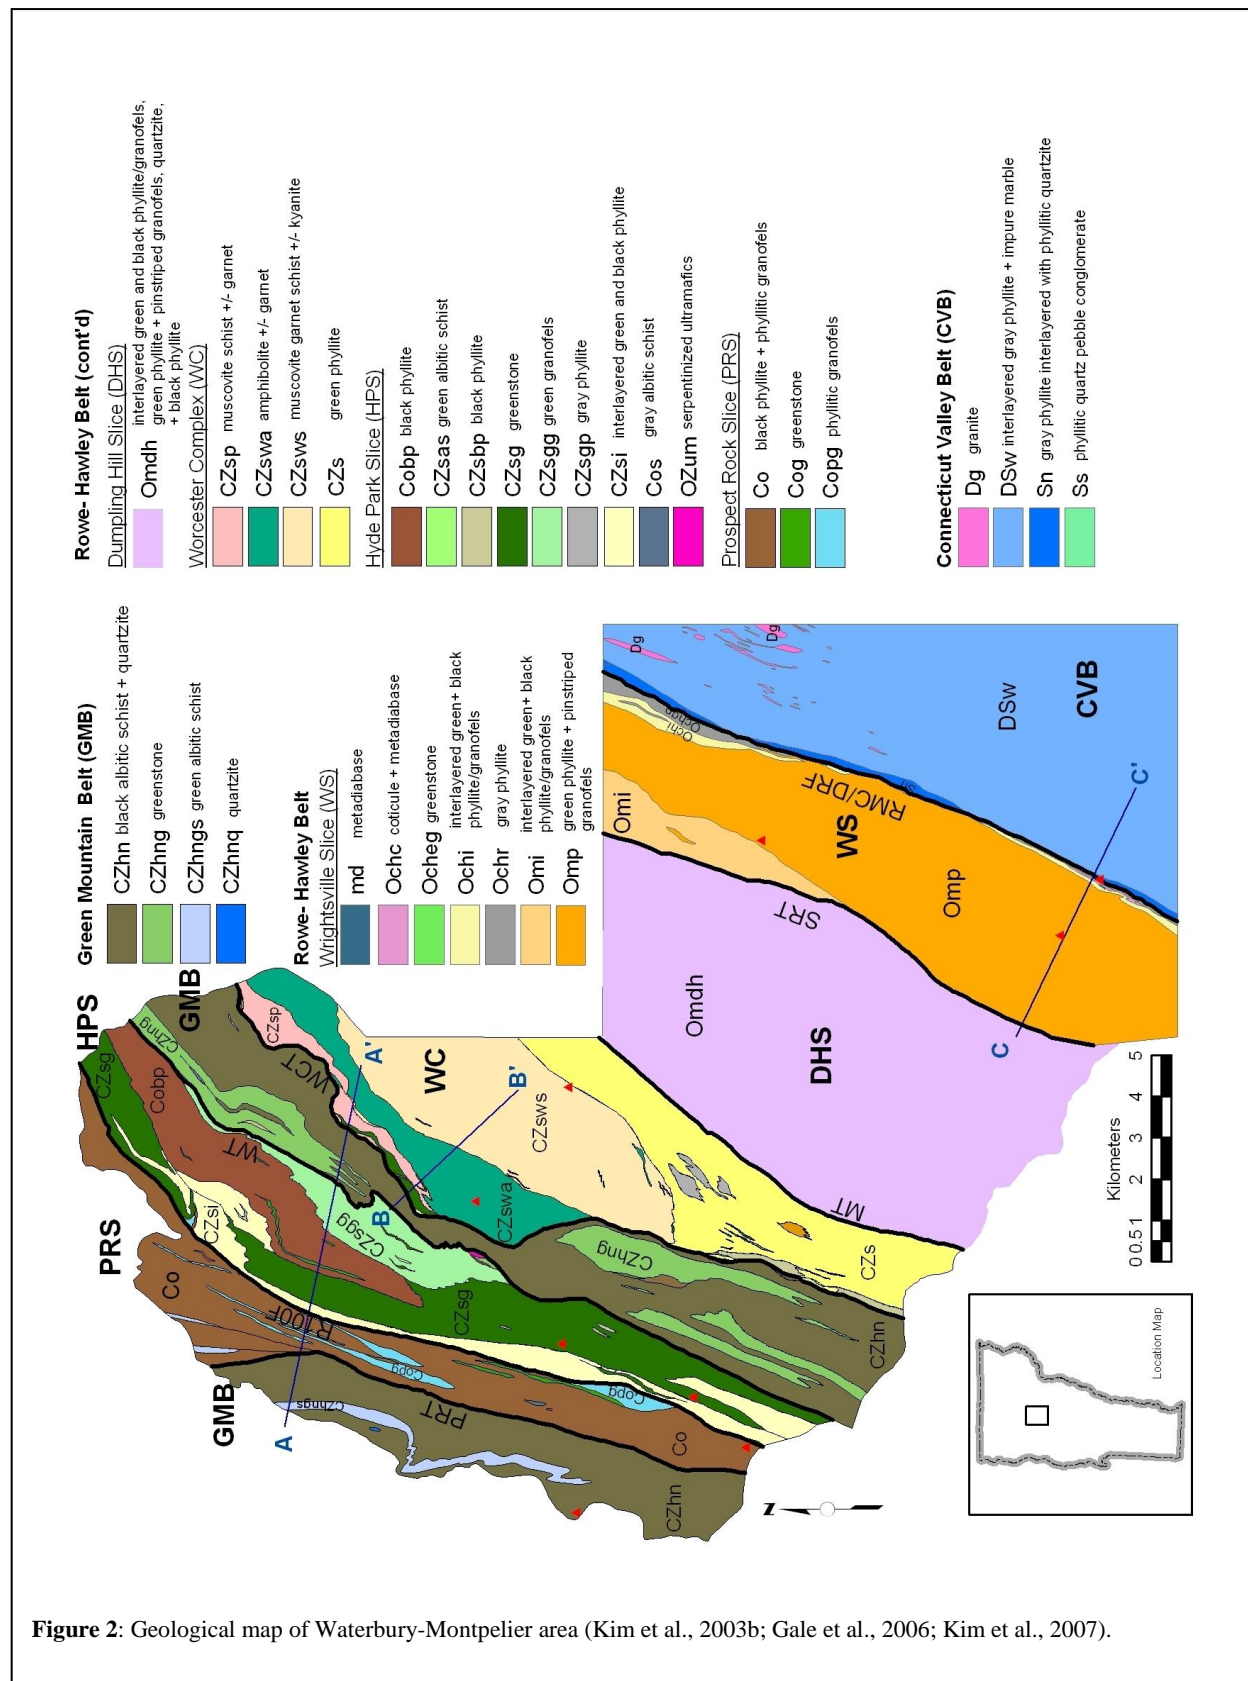 Green Mountain Belt (GMB)
CZhn black albitic schist + quartzite
CZhng greenstone
CZhngs green albitic schist
CZhnq quartzite
Rowe- Hawley Belt
Wrightsville Slice (WS)
md metadiabase
Ochc coticule + metadiabase
Ocheg greenstone
Ochi interlayered green+ black
phyllite/granofels
Ochr gray phyllite
Omi interlayered green+ black
phyllite/granofels
Omp green phyllite + pinstriped
granofels
Rowe- Hawley Belt (cont'd)
Dumpling Hill Slice (DHS)
Omdh interlayered green and black phyllite/granofels,
green phyllite + pinstriped granofels, quartzite,
+ black phyllite
Worcester Complex (WC)
CZsp muscovite schist +/- garnet
CZswa amphibolite +/- garnet
CZsws muscovite garnet schist +/- kyanite
CZs green phyllite
Hyde Park Slice (HPS)
Cobp black phyllite
CZsas green albitic schist
CZsbp black phyllite
CZsg greenstone
CZsgg green granofels
CZsgp gray phyllite
CZsi interlayered green and black phyllite
Cos gray albitic schist
OZum serpentinized ultramafics
Prospect Rock Slice (PRS)
Co black phyllite + phyllitic granofels
Cog greenstone
Copg phyllitic granofels
Connecticut Valley Belt (CVB)
Dg granite
DSw interlayered gray phyllite + impure marble
Sn gray phyllite interlayered with phyllitic quartzite
Ss phyllitic quartz pebble conglomerate
HPS
GMB
PRS
GMB
CZsg
Cobp
CZhng
CZsp
WCT
WT
CZsi
Co
R100F
CZsgg
A
A'
B
B'
WC
CZsws
CZswa
CZhngs
Copg
PRT
CZsg
Copg
Co
CZhn
CZhng
CZhn
CZs
MT
DHS
Omdh
SRT
Omi
WS
Omp
RMC/DRF
Ochi
Dg
Dg
DSw
CVB
C
C'
Kilometers
0 0.5 1 2 3 4 5
N
Location Map
Figure 2: Geological map of Waterbury-Montpelier area (Kim et al., 2003b; Gale et al., 2006; Kim et al., 2007).